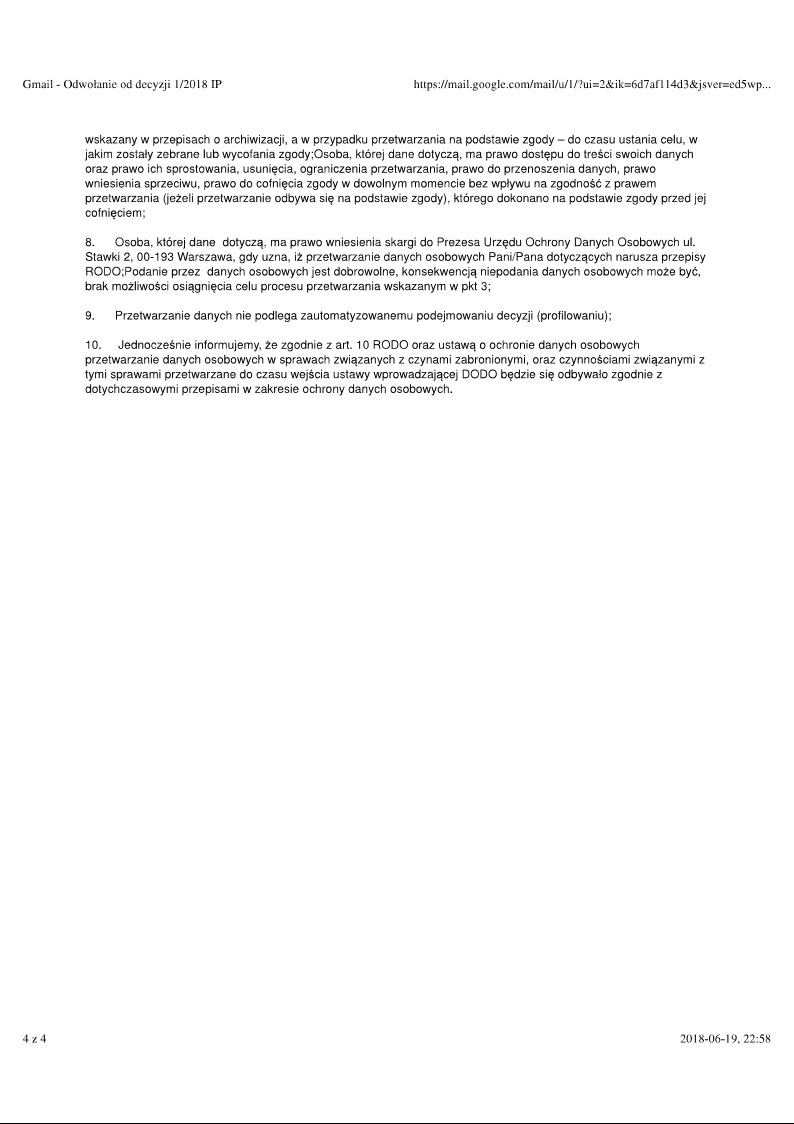 Gmail - Odwołanie od decyzji 1/2018 IP
https://mail.google.com/mail/u/1/?ui=2&ik=6d7af114d3&jsver=ed5wp...
wskazany w przepisach o archiwizacji, a w przypadku przetwarzania na podstawie zgody – do czasu ustania celu, w
jakim zostały zebrane lub wycofania zgody;Osoba, której dane dotyczą, ma prawo dostępu do treści swoich danych
oraz prawo ich sprostowania, usunięcia, ograniczenia przetwarzania, prawo do przenoszenia danych, prawo
wniesienia sprzeciwu, prawo do cofnięcia zgody w dowolnym momencie bez wpływu na zgodność z prawem
przetwarzania (jeżeli przetwarzanie odbywa się na podstawie zgody), którego dokonano na podstawie zgody przed jej
cofnięciem;
8. Osoba, której dane dotyczą, ma prawo wniesienia skargi do Prezesa Urzędu Ochrony Danych Osobowych ul.
Stawki 2, 00-193 Warszawa, gdy uzna, iż przetwarzanie danych osobowych Pani/Pana dotyczących narusza przepisy
RODO;Podanie przez danych osobowych jest dobrowolne, konsekwencją niepodania danych osobowych może być,
brak możliwości osiągnięcia celu procesu przetwarzania wskazanym w pkt 3;
9. Przetwarzanie danych nie podlega zautomatyzowanemu podejmowaniu decyzji (profilowaniu);
10. Jednocześnie informujemy, że zgodnie z art. 10 RODO oraz ustawą o ochronie danych osobowych
przetwarzanie danych osobowych w sprawach związanych z czynami zabronionymi, oraz czynnościami związanymi z
tymi sprawami przetwarzane do czasu wejścia ustawy wprowadzającej DODO będzie się odbywało zgodnie z
dotychczasowymi przepisami w zakresie ochrony danych osobowych.
4 z 4
2018-06-19, 22:58